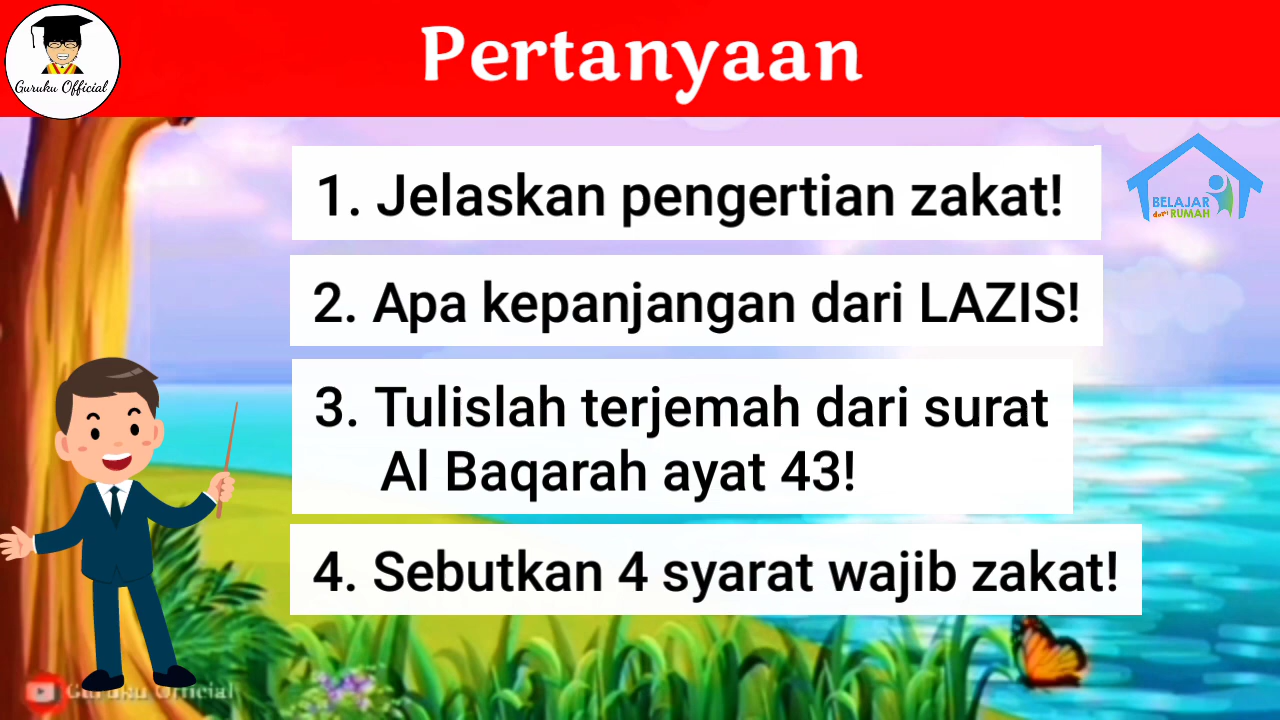 Pertanyaan
Guruku Official
1. Jelaskan pengertian zakat!
BELAJAR
dari RUMAH
2. Apa kepanjangan dari LAZIS!
3. Tulislah terjemah dari surat
Al Baqarah ayat 43!
4. Sebutkan 4 syarat wajib zakat!
Guruku Official